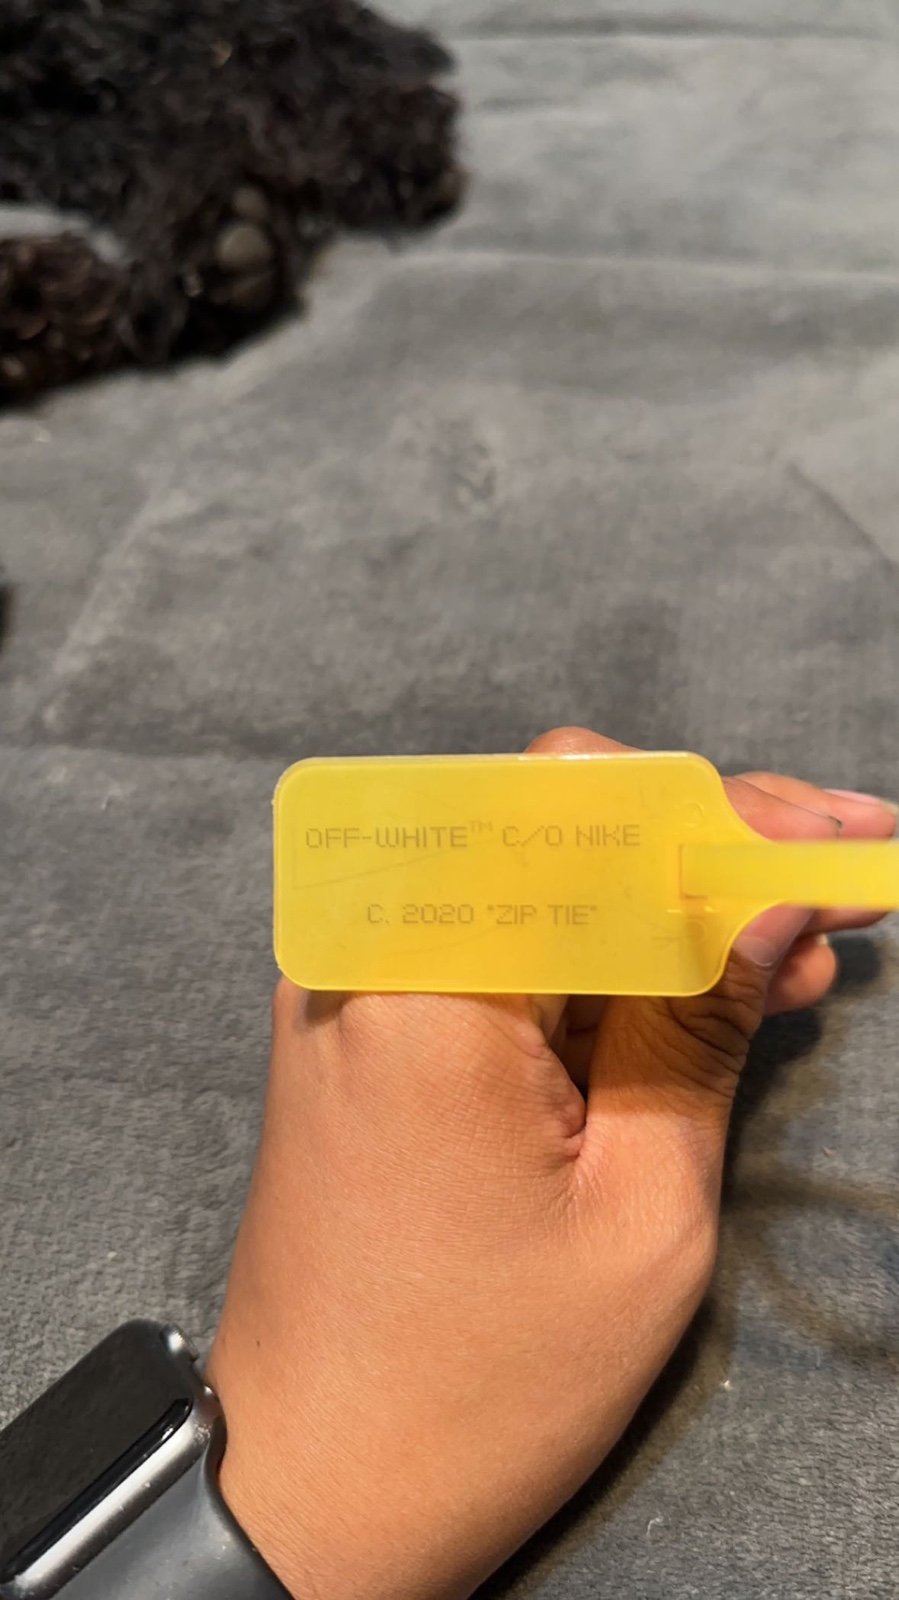 OFF-WHITE™ C/O NIKE
C. 2020 "ZIP TIE"